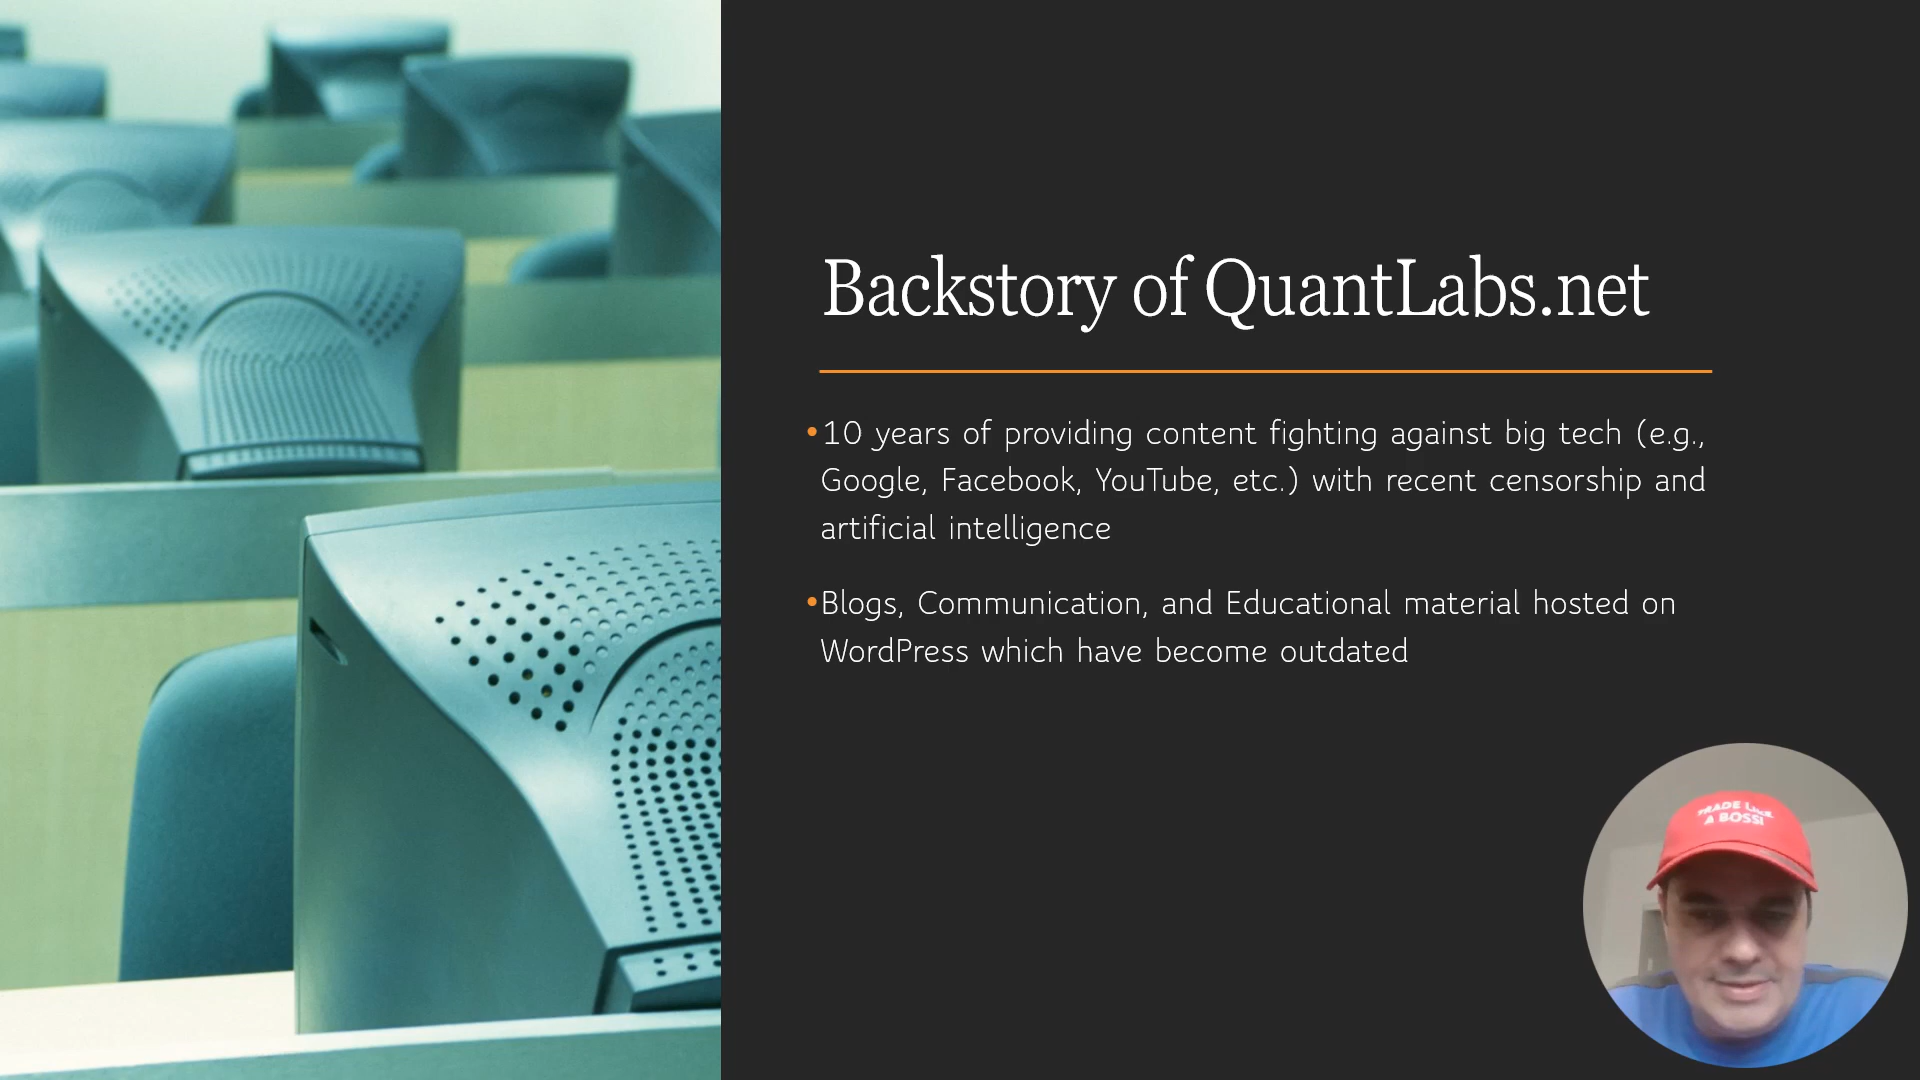 Backstory of QuantLabs.net
•10 years of providing content fighting against big tech (e.g.,
Google, Facebook, YouTube, etc.) with recent censorship and
artificial intelligence
•Blogs, Communication, and Educational material hosted on
WordPress which have become outdated
TRADE LIKE
A BOSS!